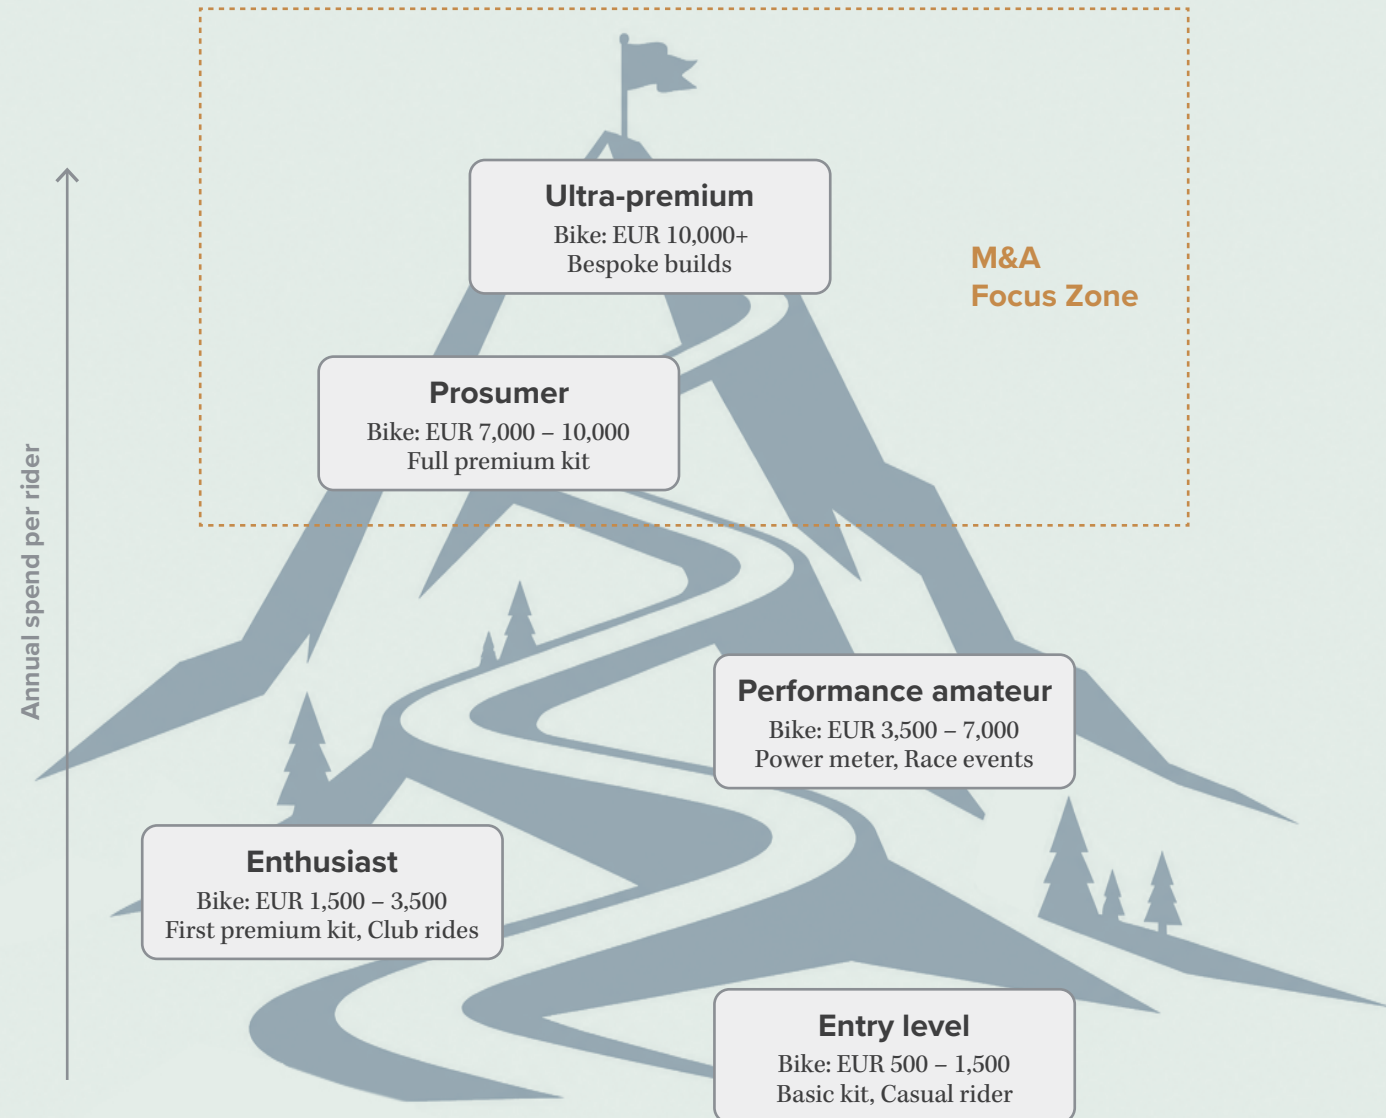 Ultra-premium
Bike: EUR 10,000+
Bespoke builds
M&A
Focus Zone
Prosumer
Bike: EUR 7,000 – 10,000
Full premium kit
Annual spend per rider
Performance amateur
Bike: EUR 3,500 – 7,000
Power meter, Race events
Enthusiast
Bike: EUR 1,500 – 3,500
First premium kit, Club rides
Entry level
Bike: EUR 500 – 1,500
Basic kit, Casual rider